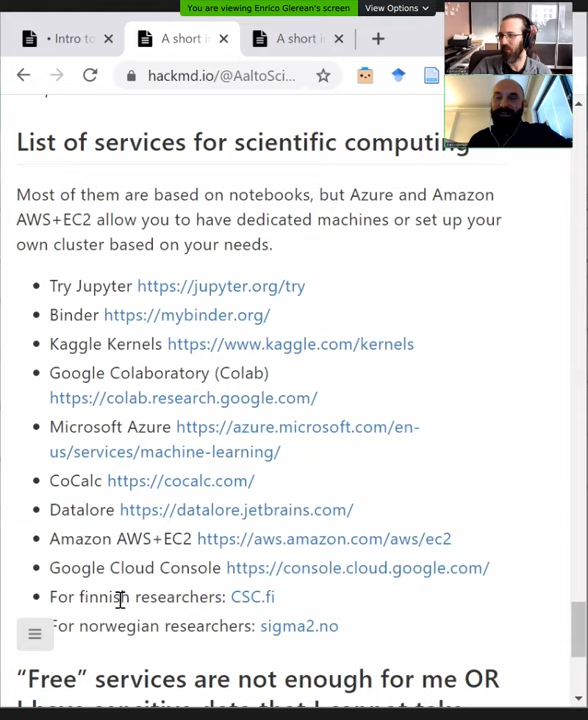 You are viewing Enrico Glerean's screen
View Options
• Intro to
A short i
A short i
hackmd.io/@AaltoSci...
List of services for scientific computing
Most of them are based on notebooks, but Azure and Amazon
AWS+EC2 allow you to have dedicated machines or set up your
own cluster based on your needs.
• Try Jupyter https://jupyter.org/try
• Binder https://mybinder.org/
• Kaggle Kernels https://www.kaggle.com/kernels
• Google Colaboratory (Colab)
https://colab.research.google.com/
• Microsoft Azure https://azure.microsoft.com/en-
us/services/machine-learning/
• CoCalc https://cocalc.com/
• Datalore https://datalore.jetbrains.com/
• Amazon AWS+EC2 https://aws.amazon.com/aws/ec2
• Google Cloud Console https://console.cloud.google.com/
• For finnish researchers: CSC.fi
For norwegian researchers: sigma2.no
"Free" services are not enough for me OR
I have sensitive data that I cannot take